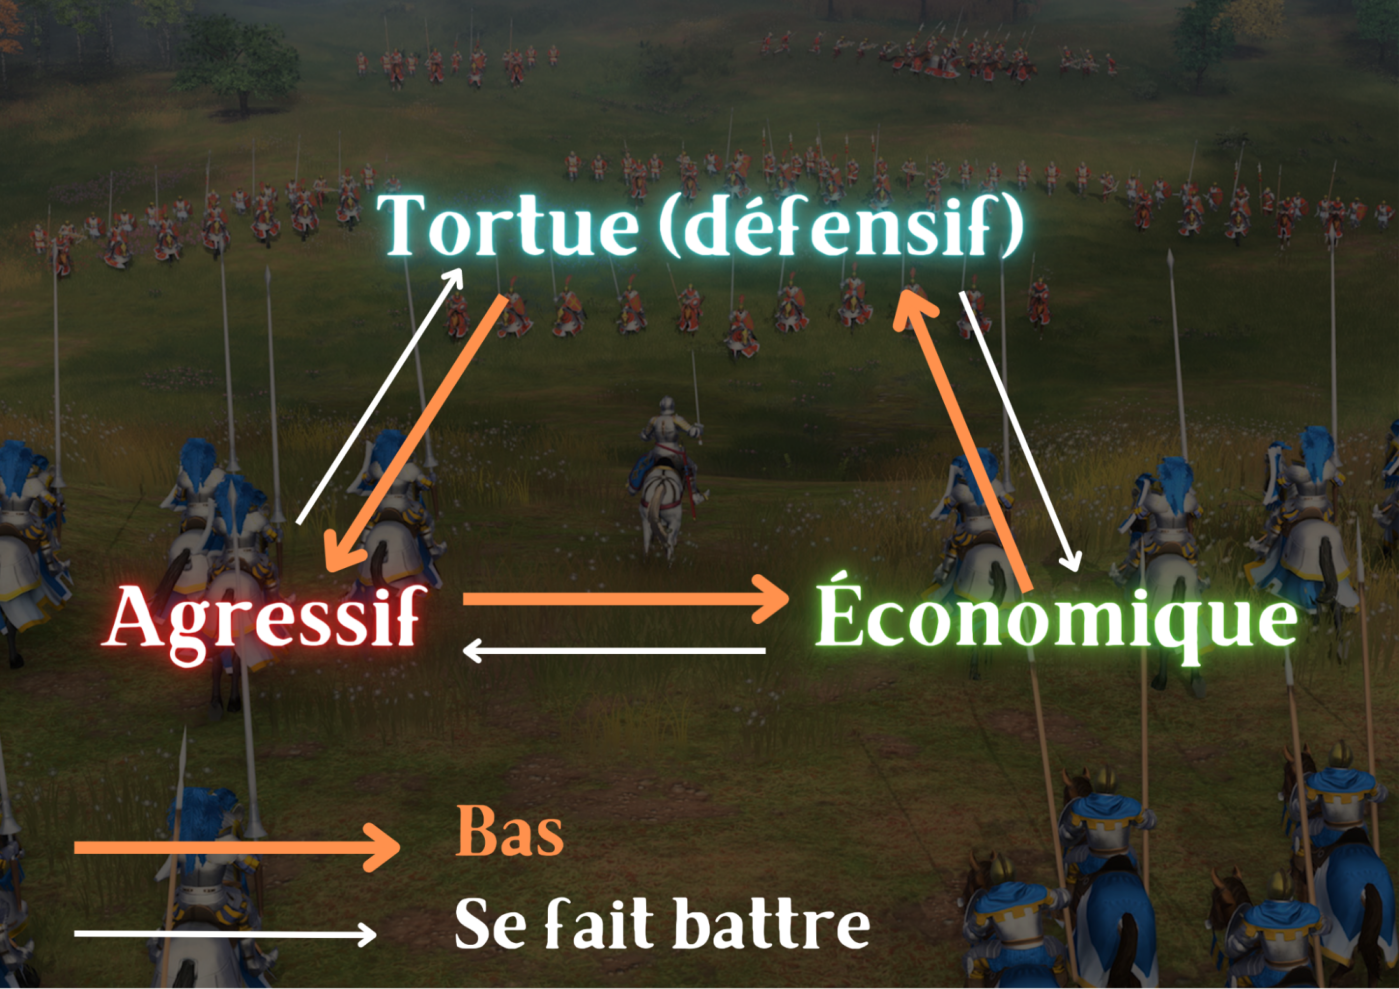 Tortue (défensif)
Agressif
Économique
Bas
Se fait battre